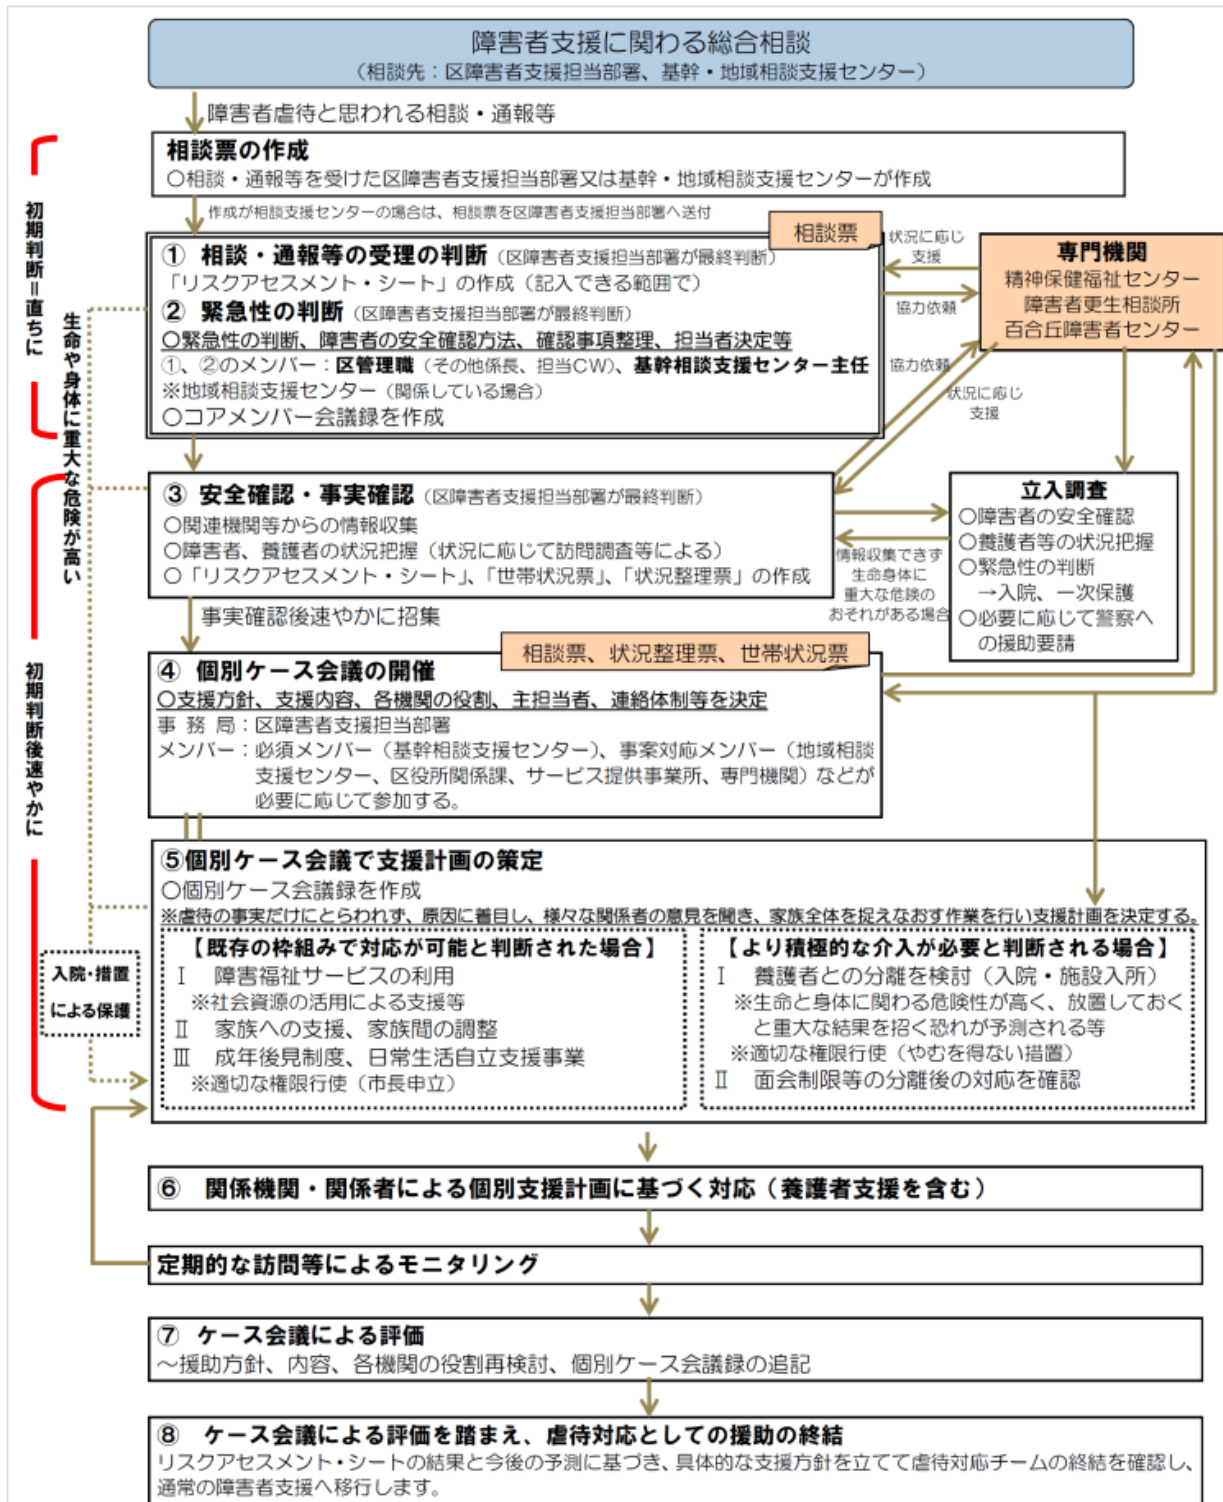 障害者支援に関わる総合相談
（相談先：区障害者支援担当部署、基幹・地域相談支援センター）
障害者虐待と思われる相談・通報等
相談票の作成
○相談・通報等を受けた区障害者支援担当部署又は基幹・地域相談支援センターが作成
作成が相談支援センターの場合は、相談票を区障害者支援担当部署へ送付
初期判断＝直ちに
生命や身体に重大な危険が高い
相談票
① 相談・通報等の受理の判断（区障害者支援担当部署が最終判断）
「リスクアセスメント・シート」の作成（記入できる範囲で）
② 緊急性の判断（区障害者支援担当部署が最終判断）
○緊急性の判断、障害者の安全確認方法、確認事項整理、担当者決定等
①、②のメンバー：区管理職（その他係長、担当CW）、基幹相談支援センター主任
※地域相談支援センター（関係している場合）
○コアメンバー会議録を作成
状況に応じ
支援
協力依頼
専門機関
精神保健福祉センター
障害者更生相談所
百合丘障害者センター
協力依頼
状況に応じ
支援
初期判断後速やかに
③ 安全確認・事実確認（区障害者支援担当部署が最終判断）
○関連機関等からの情報収集
○障害者、養護者の状況把握（状況に応じて訪問調査等による）
○「リスクアセスメント・シート」、「世帯状況票」、「状況整理票」の作成
情報収集できず
生命身体に
重大な危険の
おそれがある場合
立入調査
○障害者の安全確認
○養護者等の状況把握
○緊急性の判断
→入院、一次保護
○必要に応じて警察へ
の援助要請
事実確認後速やかに招集
相談票、状況整理票、世帯状況票
④ 個別ケース会議の開催
○支援方針、支援内容、各機関の役割、主担当者、連絡体制等を決定
事 務 局：区障害者支援担当部署
メンバー：必須メンバー（基幹相談支援センター）、事案対応メンバー（地域相談
支援センター、区役所関係課、サービス提供事業所、専門機関）などが
必要に応じて参加する。
⑤個別ケース会議で支援計画の策定
○個別ケース会議録を作成
※虐待の事実だけにとらわれず、原因に着目し、様々な関係者の意見を聞き、家族全体を捉えなおす作業を行い支援計画を決定する。
入院・措置
による保護
【既存の枠組みで対応が可能と判断された場合】
Ⅰ 障害福祉サービスの利用
※社会資源の活用による支援等
Ⅱ 家族への支援、家族間の調整
Ⅲ 成年後見制度、日常生活自立支援事業
※適切な権限行使（市長申立）
【より積極的な介入が必要と判断される場合】
Ⅰ 養護者との分離を検討（入院・施設入所）
※生命と身体に関わる危険性が高く、放置しておく
と重大な結果を招く恐れが予測される等
※適切な権限行使（やむを得ない措置）
Ⅱ 面会制限等の分離後の対応を確認
⑥ 関係機関・関係者による個別支援計画に基づく対応（養護者支援を含む）
定期的な訪問等によるモニタリング
⑦ ケース会議による評価
～援助方針、内容、各機関の役割再検討、個別ケース会議録の追記
⑧ ケース会議による評価を踏まえ、虐待対応としての援助の終結
リスクアセスメント・シートの結果と今後の予測に基づき、具体的な支援方針を立てて虐待対応チームの終結を確認し、
通常の障害者支援へ移行します。